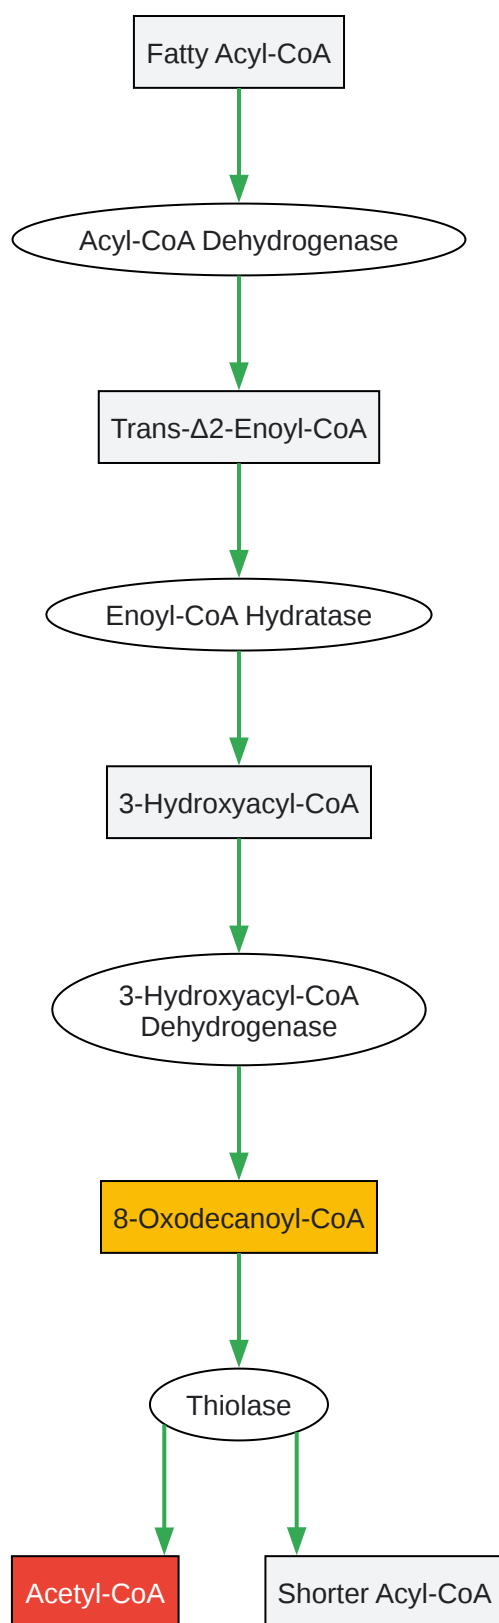 Fatty Acyl-CoA
Acyl-CoA Dehydrogenase
Trans-Δ2-Enoyl-CoA
Enoyl-CoA Hydratase
3-Hydroxyacyl-CoA
3-Hydroxyacyl-CoA
Dehydrogenase
8-Oxodecanoyl-CoA
Thiolase
Acetyl-CoA
Shorter Acyl-CoA